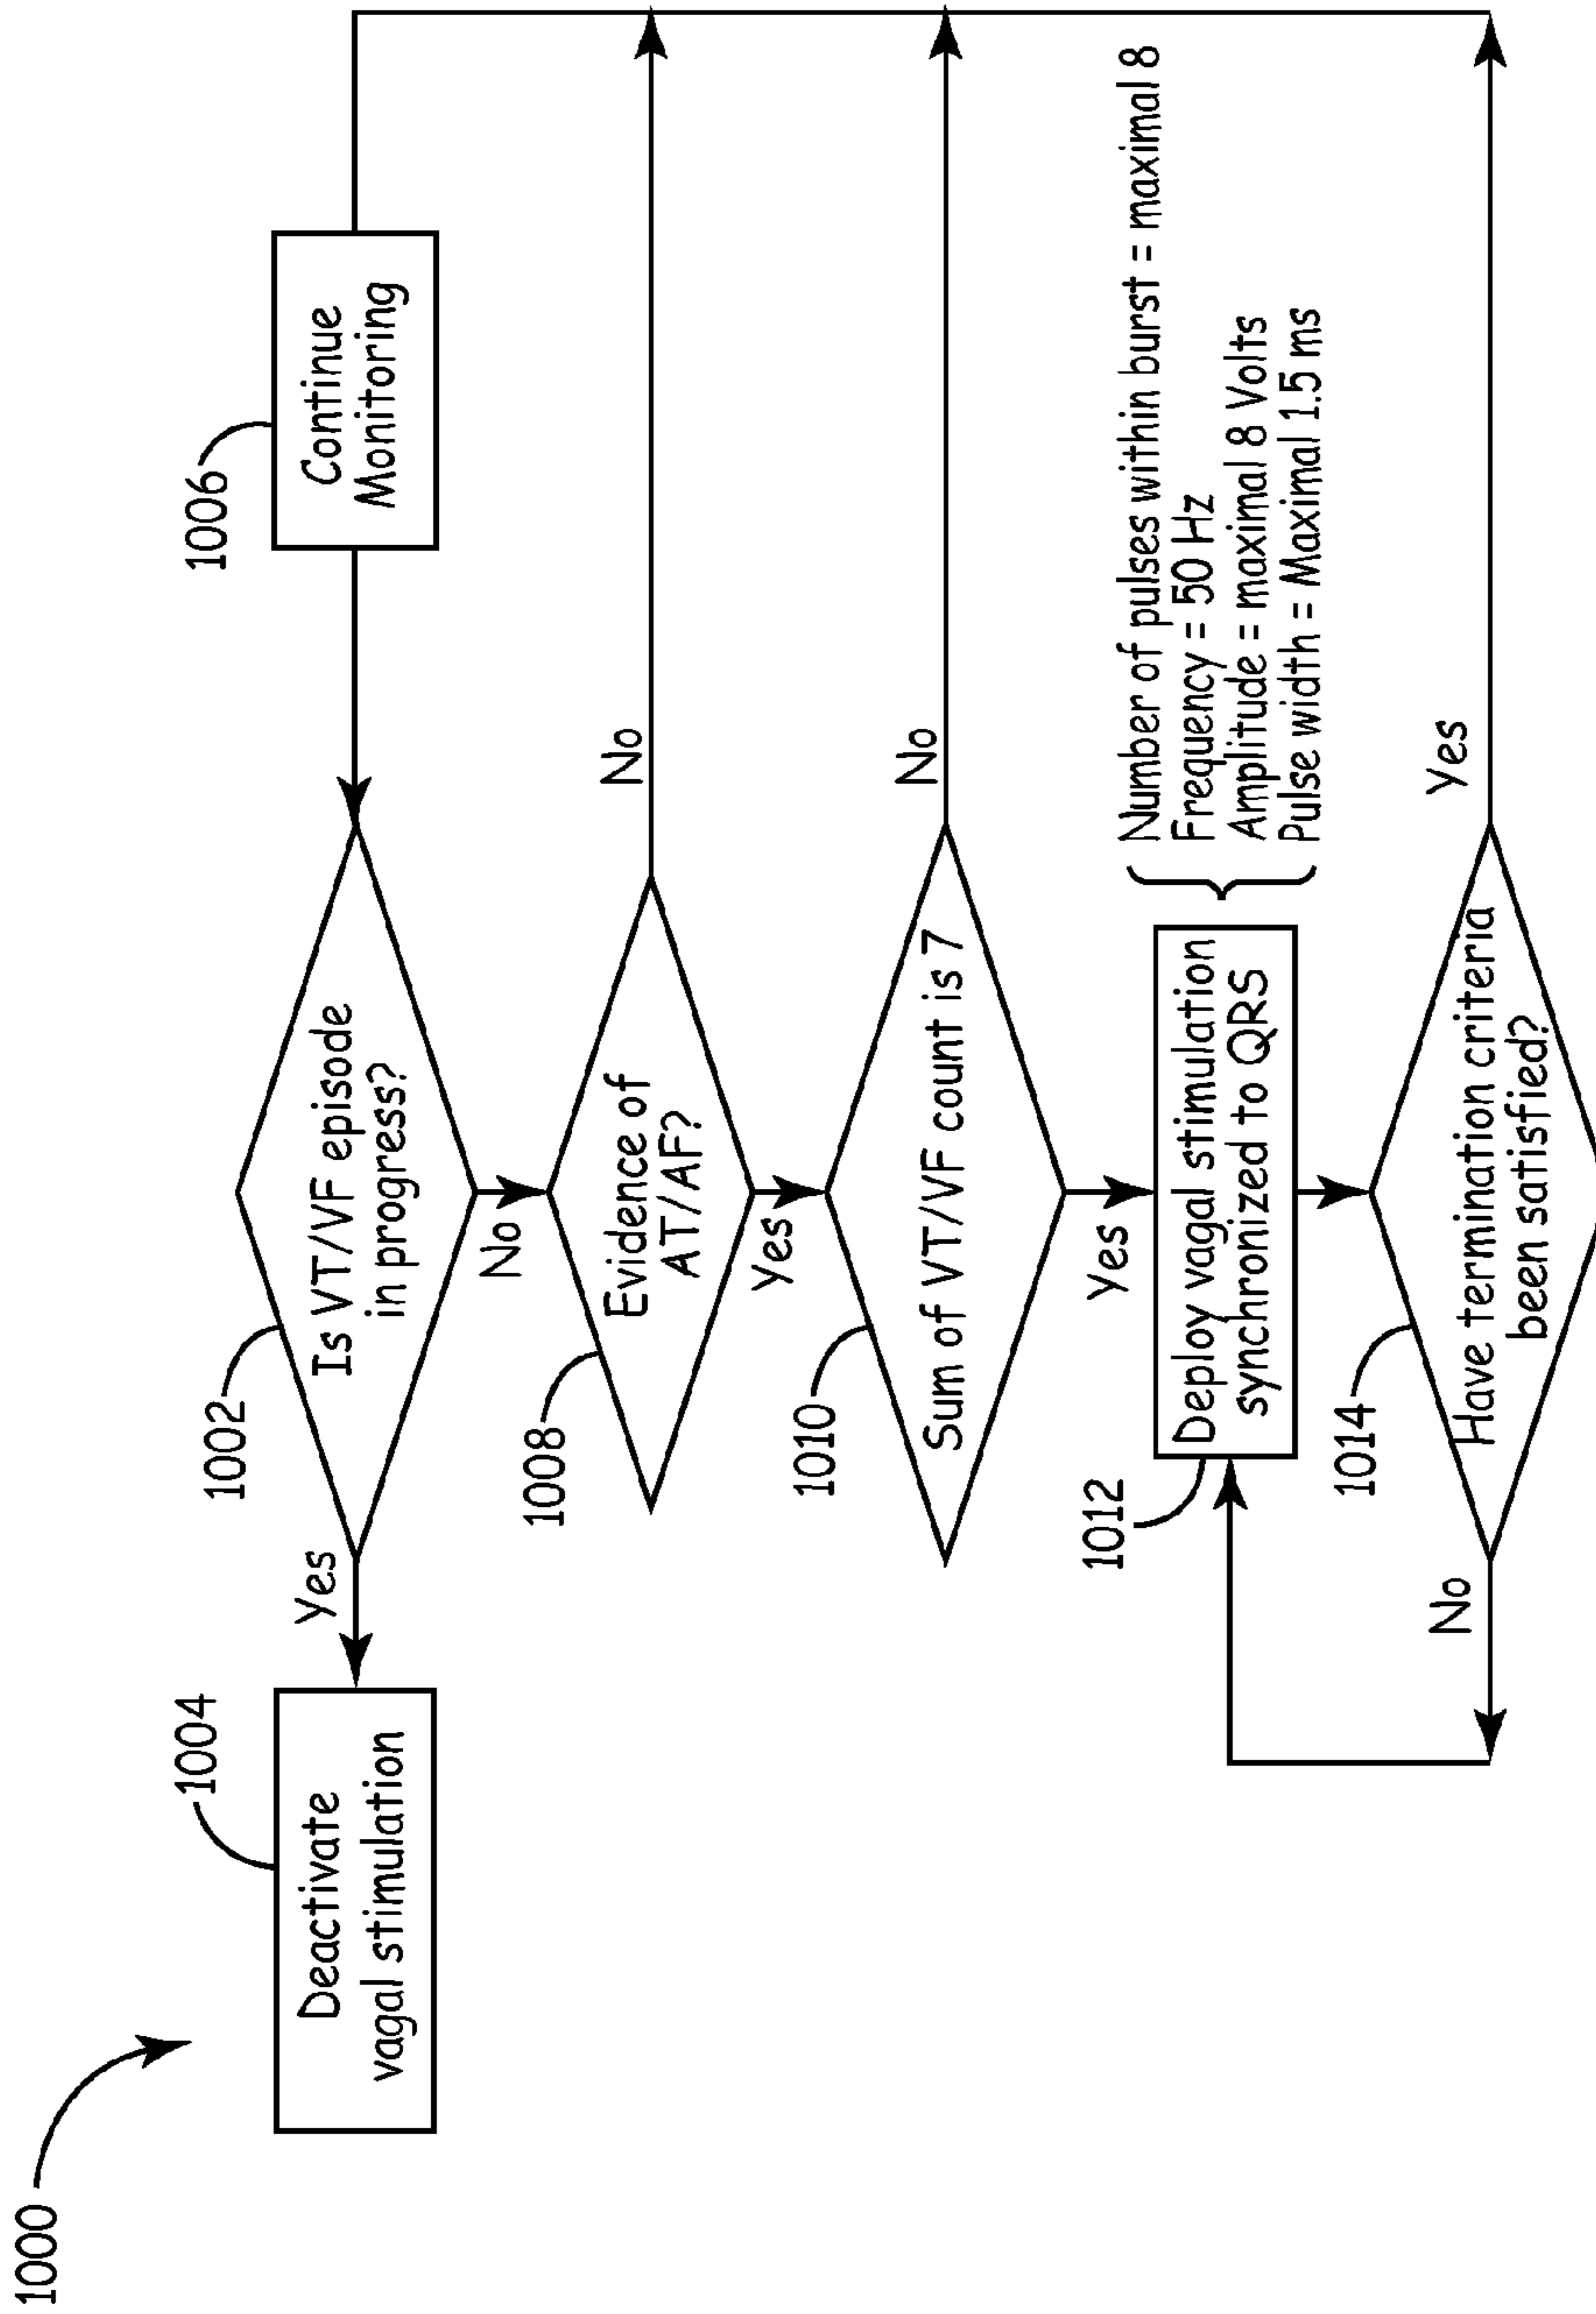 1000
1004
Deactivate
vagal stimulation
Yes
1002
Is VT/VF episode
in progress?
1006
Continue
Monitoring
No
1008
Evidence of
AT/AF?
No
Yes
1010
Sum of VT/VF count is 7
No
Yes
1012
Deploy vagal stimulation
synchronized to QRS
Number of pulses within burst = maximal 8
Frequency = 50 Hz
Amplitude = maximal 8 Volts
Pulse width = Maximal 1.5 ms
1014
Have termination criteria
been satisfied?
No
Yes